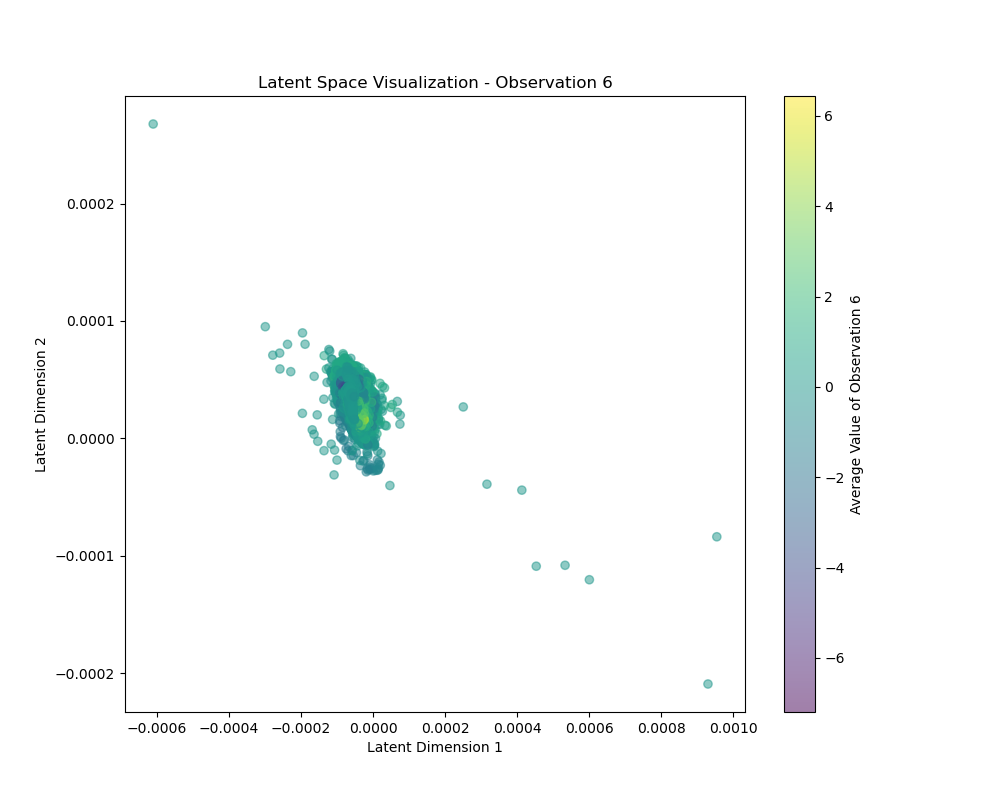 Latent Space Visualization - Observation 6
0.0002
0.0001
0.0000
−0.0001
−0.0002
Latent Dimension 2
−0.0006 −0.0004 −0.0002 0.0000 0.0002 0.0004 0.0006 0.0008 0.0010
Latent Dimension 1
6
4
2
0
−2
−4
−6
Average Value of Observation 6